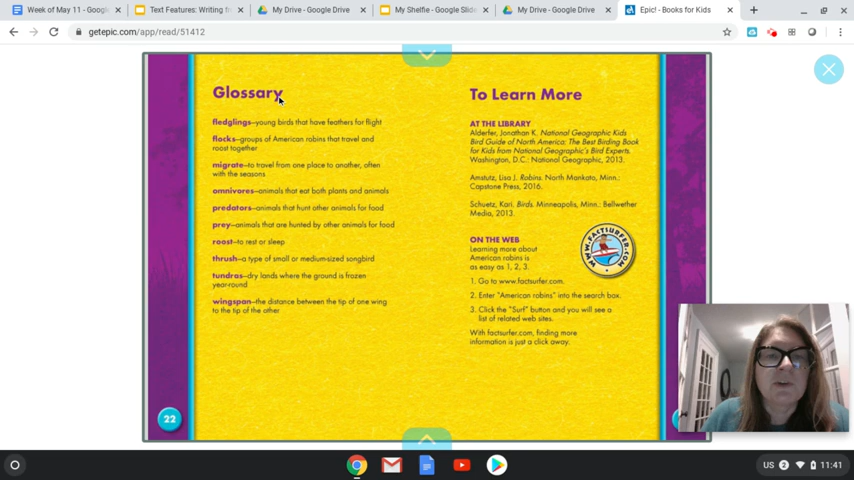 Week of May 11 - Googl
Text Features: Writing fr
My Drive - Google Drive
My Shelfie - Google Slide
My Drive - Google Drive
Epic! - Books for Kids
getepic.com/app/read/51412
Glossary
fledglings–young birds that have feathers for flight
flocks–groups of American robins that travel and
roost together
migrate–to travel from one place to another, often
with the seasons
omnivores–animals that eat both plants and animals
predators–animals that hunt other animals for food
prey–animals that are hunted by other animals for food
roost–to rest or sleep
thrush–a type of small or medium-sized songbird
tundras–dry lands where the ground is frozen
year-round
wingspan–the distance between the tip of one wing
to the tip of the other
22
To Learn More
AT THE LIBRARY
Alderfer, Jonathan K. National Geographic Kids
Bird Guide of North America: The Best Birding Book
for Kids from National Geographic's Bird Experts.
Washington, D.C.: National Geographic, 2013.
Amstutz, Lisa J. Robins. North Mankato, Minn.:
Capstone Press, 2016.
Schuetz, Kari. Birds. Minneapolis, Minn.: Bellwether
Media, 2013.
ON THE WEB
Learning more about
American robins is
as easy as 1, 2, 3.
WWW.FACTSURFER.COM
1. Go to www.factsurfer.com.
2. Enter "American robins" into the search box.
3. Click the "Surf" button and you will see a
list of related web sites.
With factsurfer.com, finding more
information is just a click away.
US 2 11:41